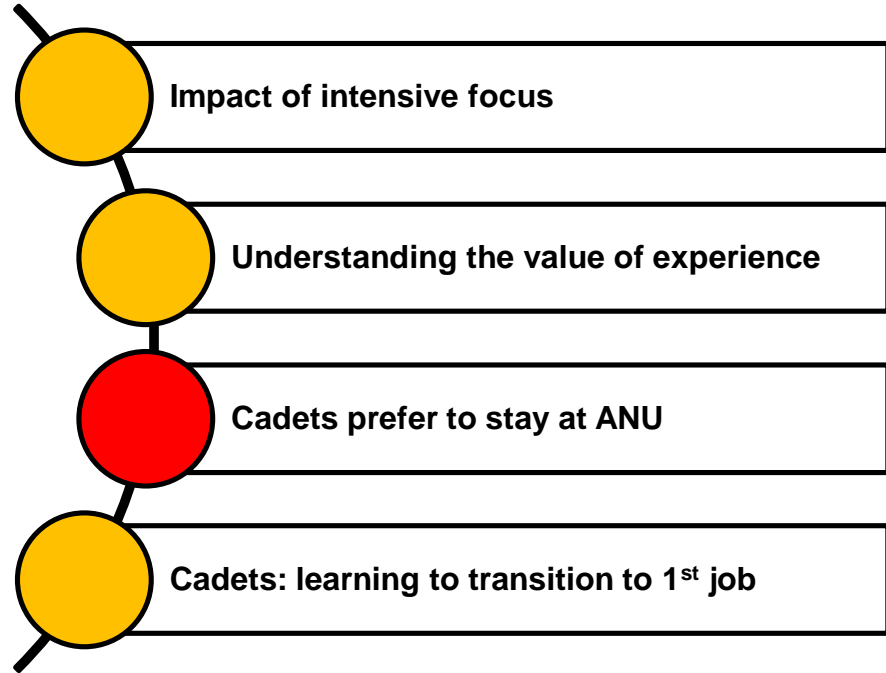 Impact of intensive focus
Understanding the value of experience
Cadets prefer to stay at ANU
Cadets: learning to transition to 1st job